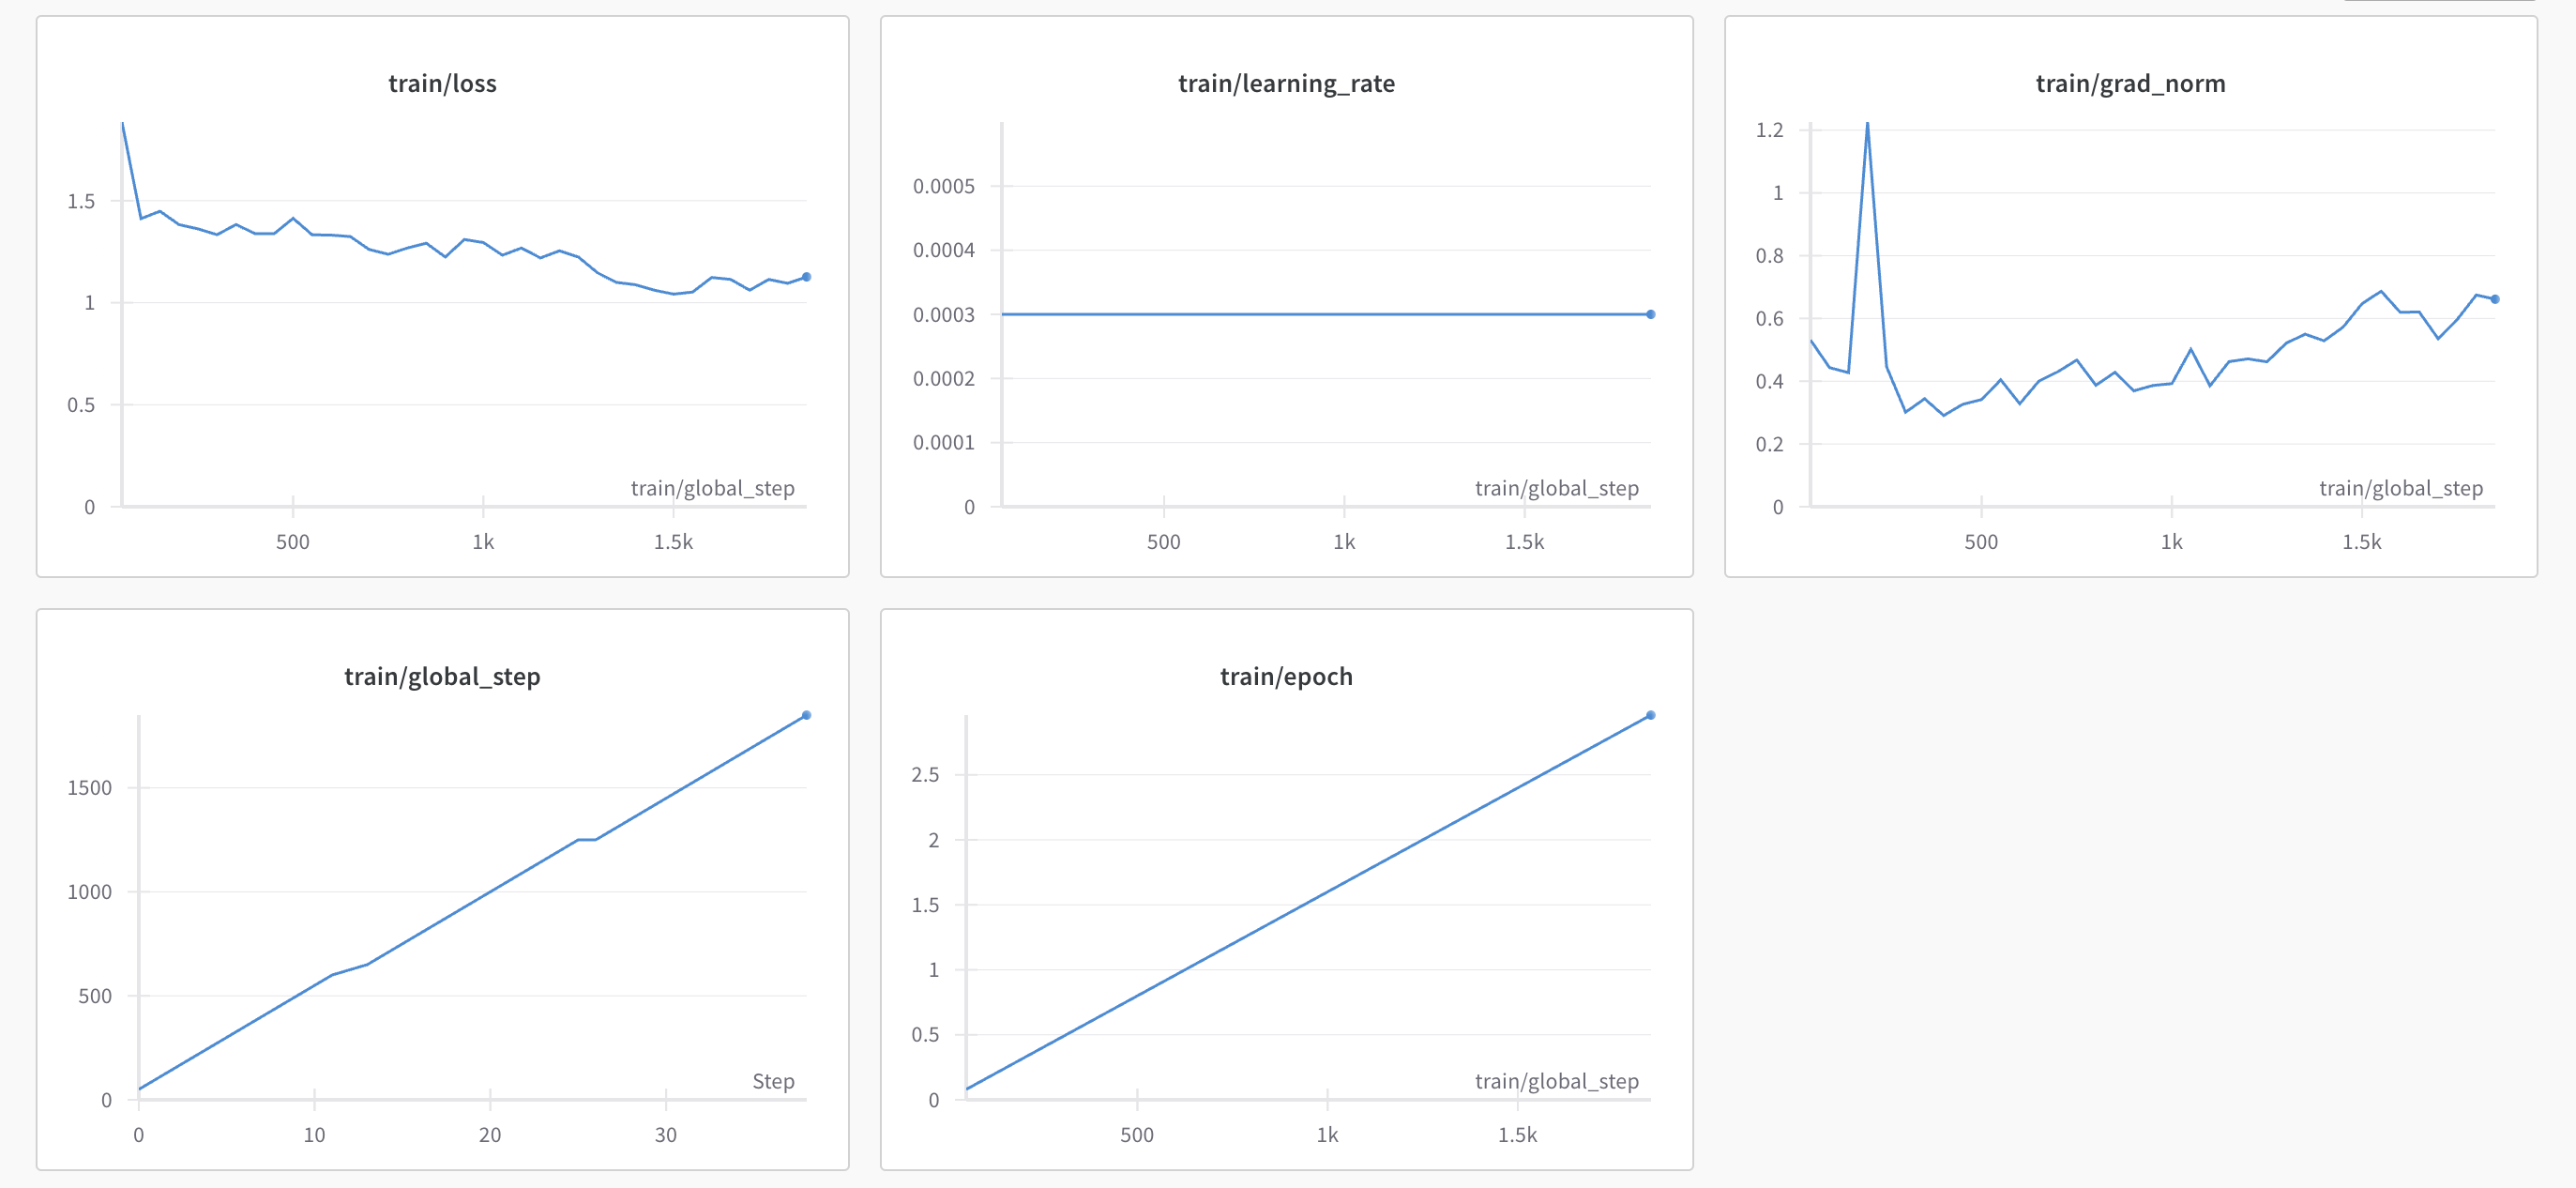 train/loss
1.5
1
0.5
0
train/global_step
500
1k
1.5k
train/learning_rate
0.0005
0.0004
0.0003
0.0002
0.0001
0
train/global_step
500
1k
1.5k
train/grad_norm
1.2
1
0.8
0.6
0.4
0.2
0
train/global_step
500
1k
1.5k
train/global_step
1500
1000
500
0
Step
0
10
20
30
train/epoch
2.5
2
1.5
1
0.5
0
train/global_step
500
1k
1.5k